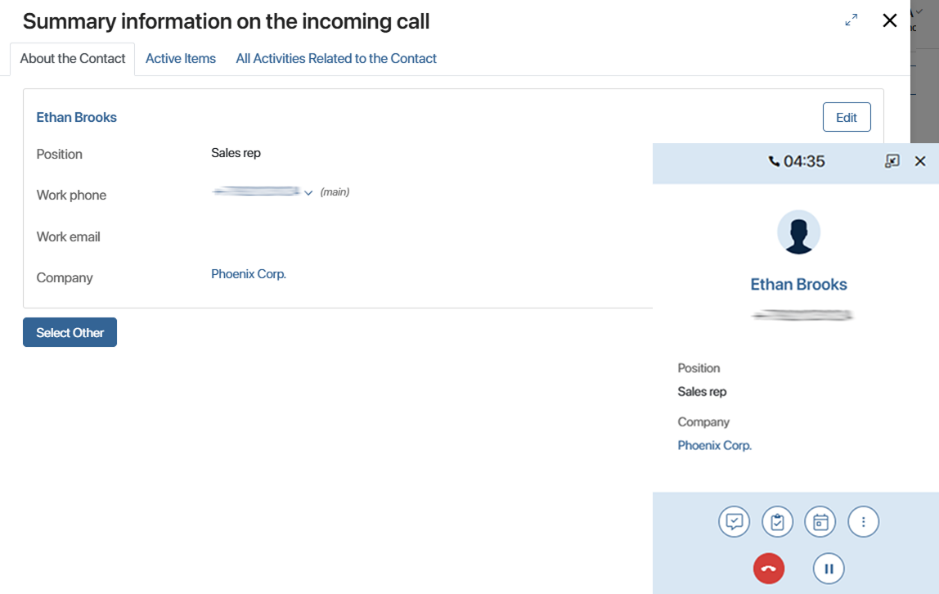 Summary information on the incoming call
About the Contact
Active Items
All Activities Related to the Contact
Ethan Brooks
Edit
Position
Sales rep
Work phone
(main)
Work email
Company
Phoenix Corp.
Select Other
04:35
Ethan Brooks
Position
Sales rep
Company
Phoenix Corp.